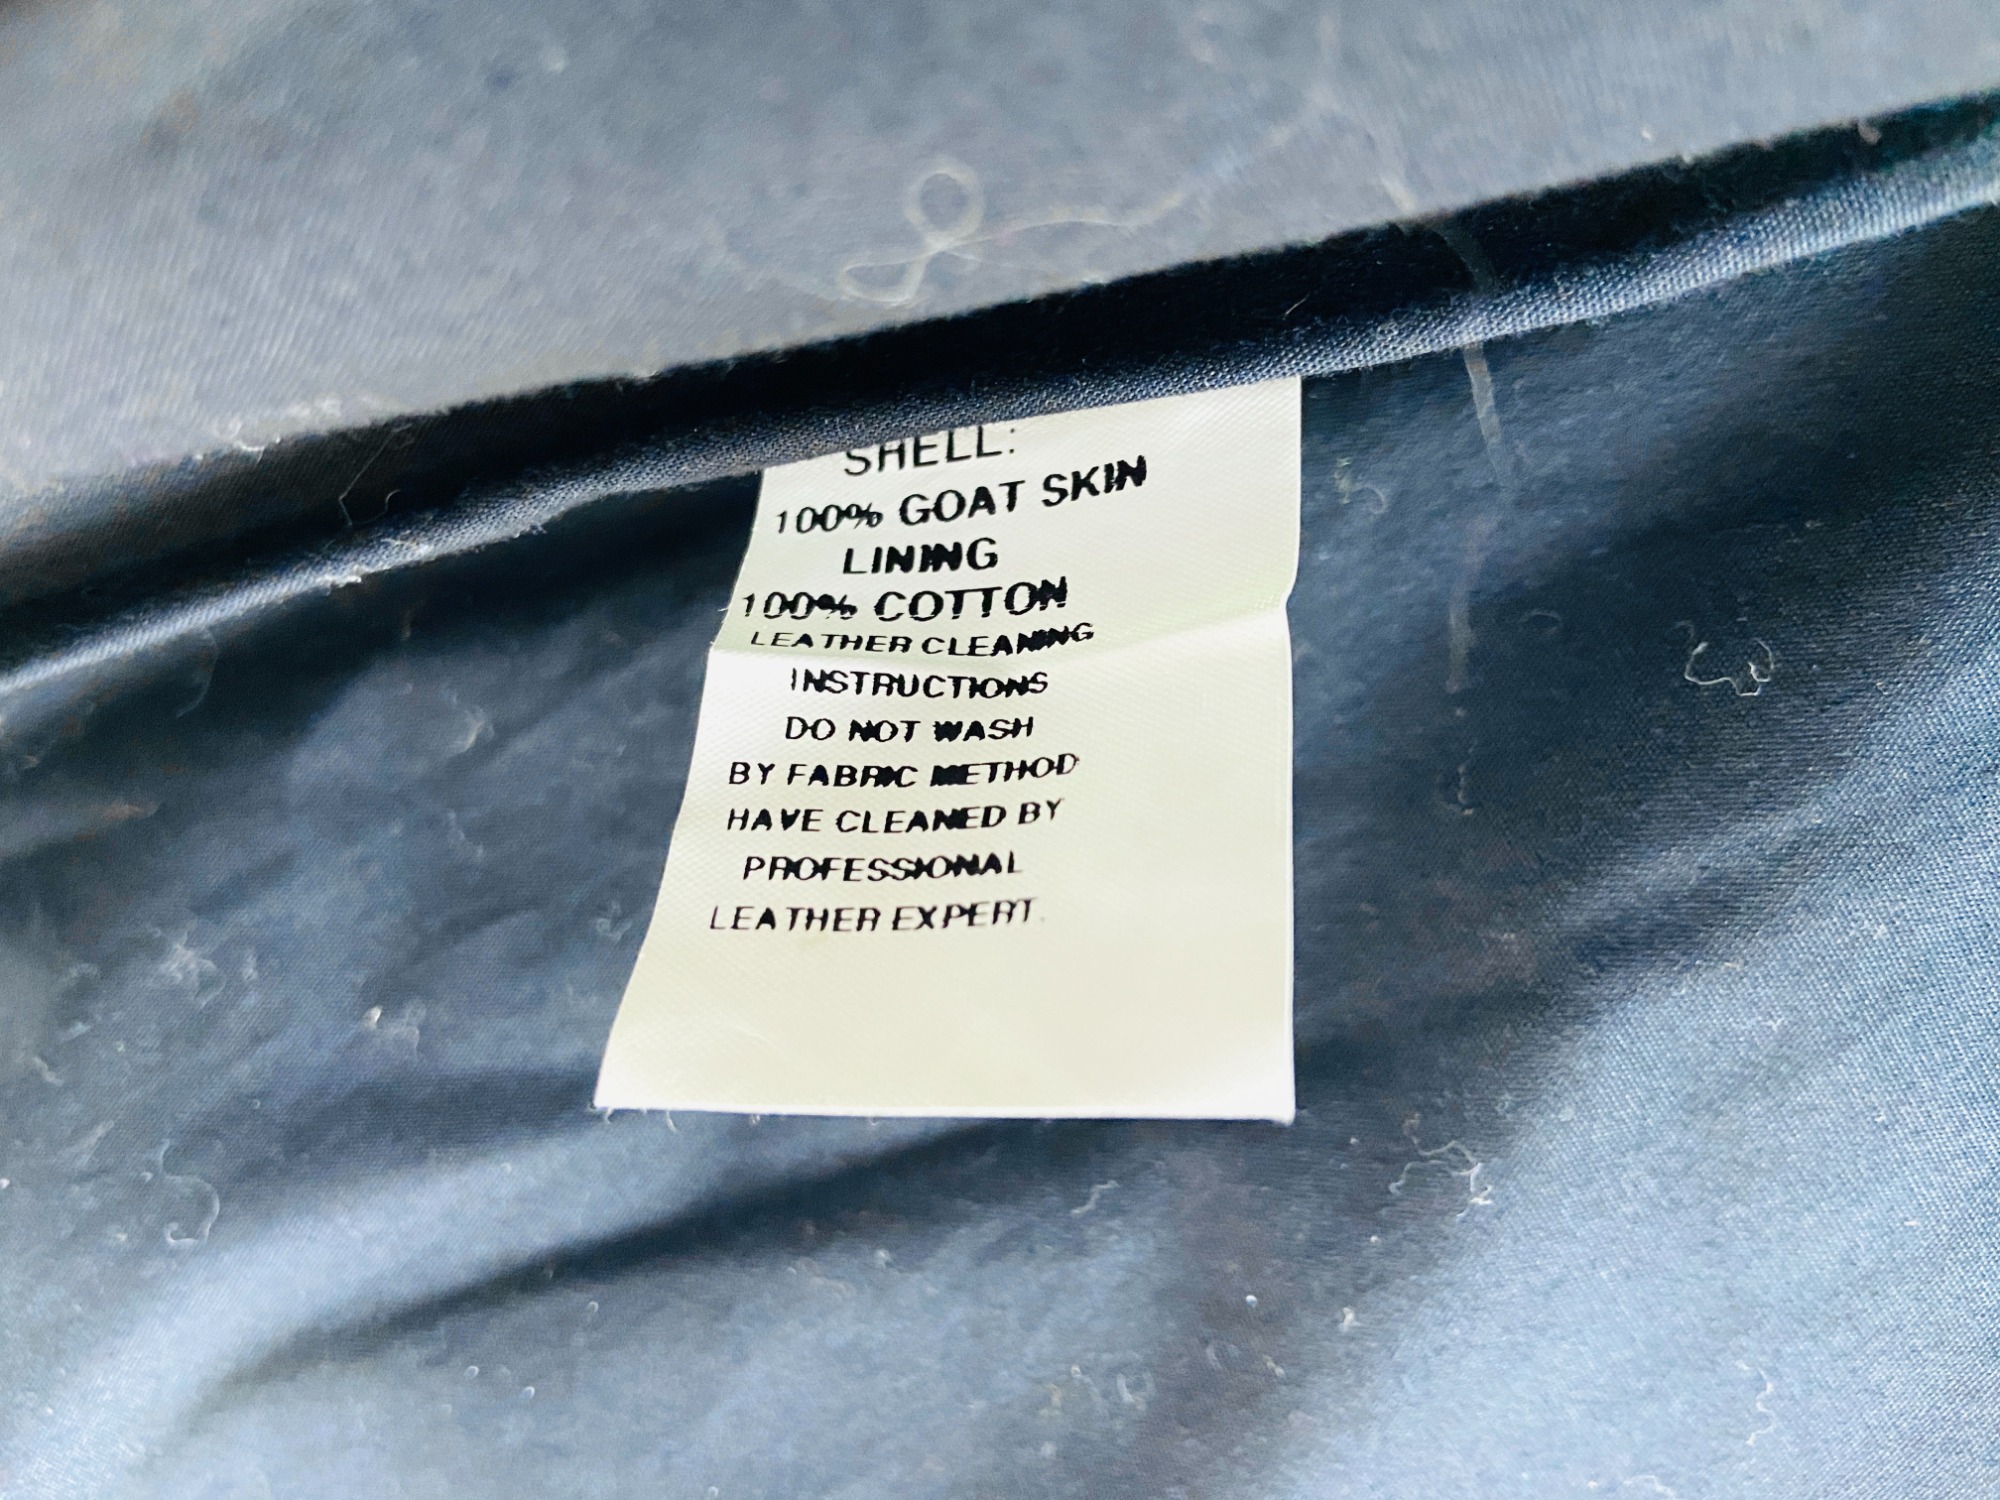 SHELL:
100% GOAT SKIN
LINING
100% COTTON
LEATHER CLEANING
INSTRUCTIONS
DO NOT WASH
BY FABRIC METHOD
HAVE CLEANED BY
PROFESSIONAL
LEATHER EXPERT.